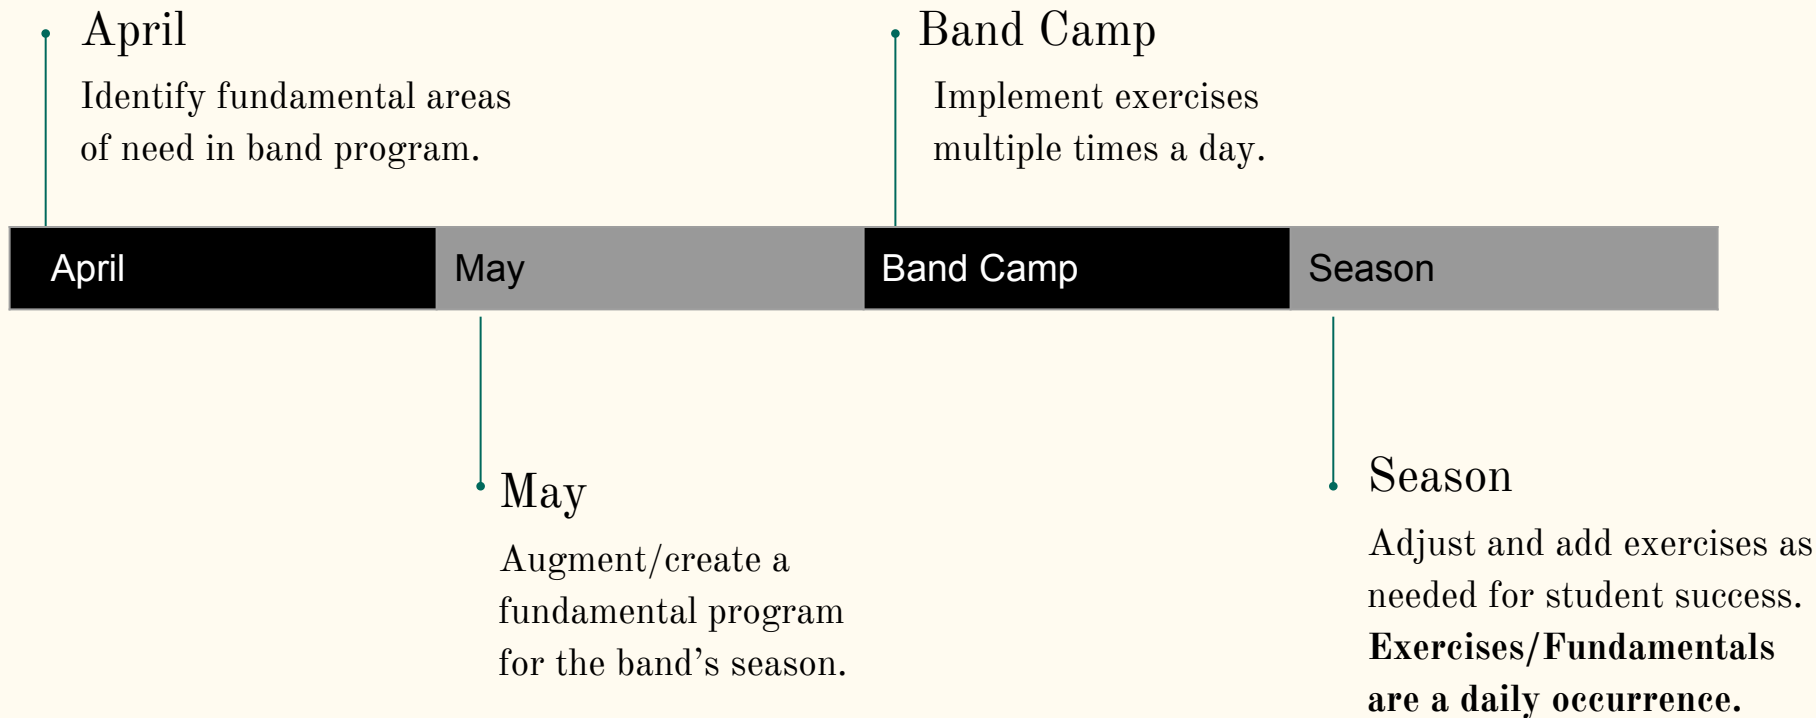 April
Identify fundamental areas
of need in band program.
Band Camp
Implement exercises
multiple times a day.
April
May
Band Camp
Season
May
Augment/create a
fundamental program
for the band’s season.
Season
Adjust and add exercises as
needed for student success.
Exercises/Fundamentals
are a daily occurrence.